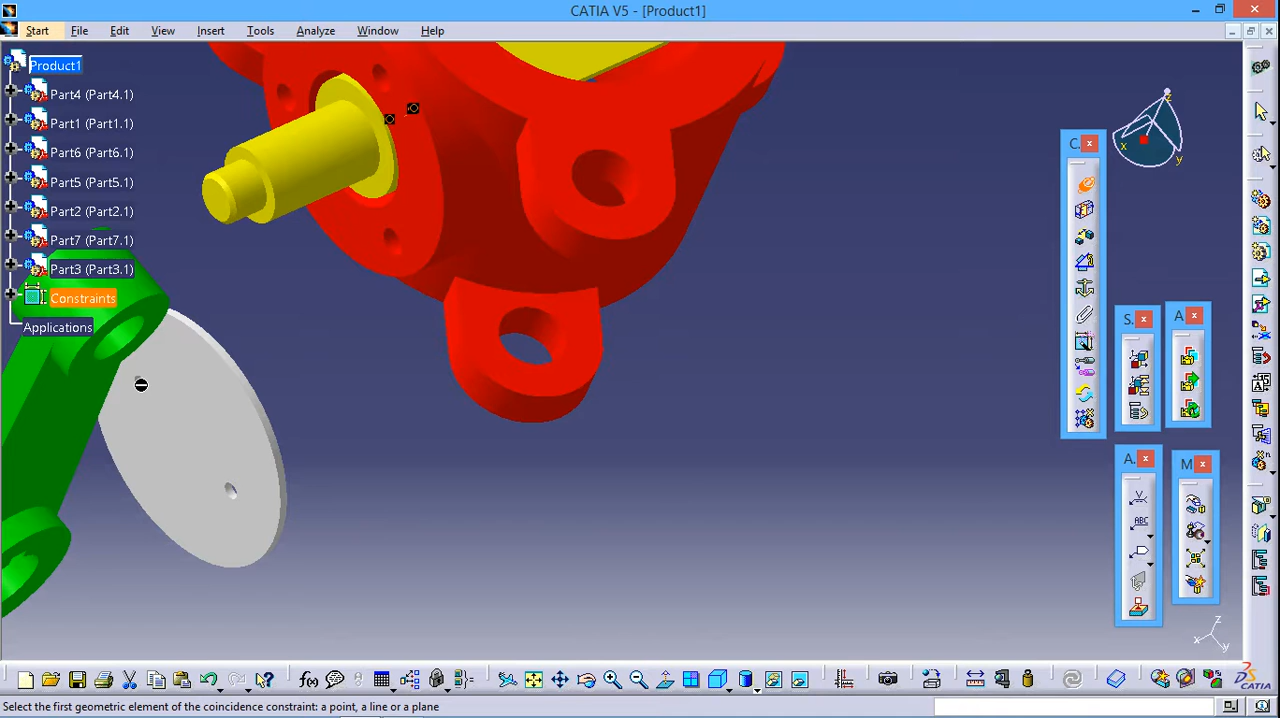 CATIA V5 - [Product1]
Start File Edit View Insert Tools Analyze Window Help
Product1
Part4 (Part4.1)
Part1 (Part1.1)
Part6 (Part6.1)
Part5 (Part5.1)
Part2 (Part2.1)
Part7 (Part7.1)
Part3 (Part3.1)
Constraints
Applications
z
x
y
C.
S.
A.
A.
M
ABC
z
x
y
f(x)
CATIA
Select the first geometric element of the coincidence constraint: a point, a line or a plane